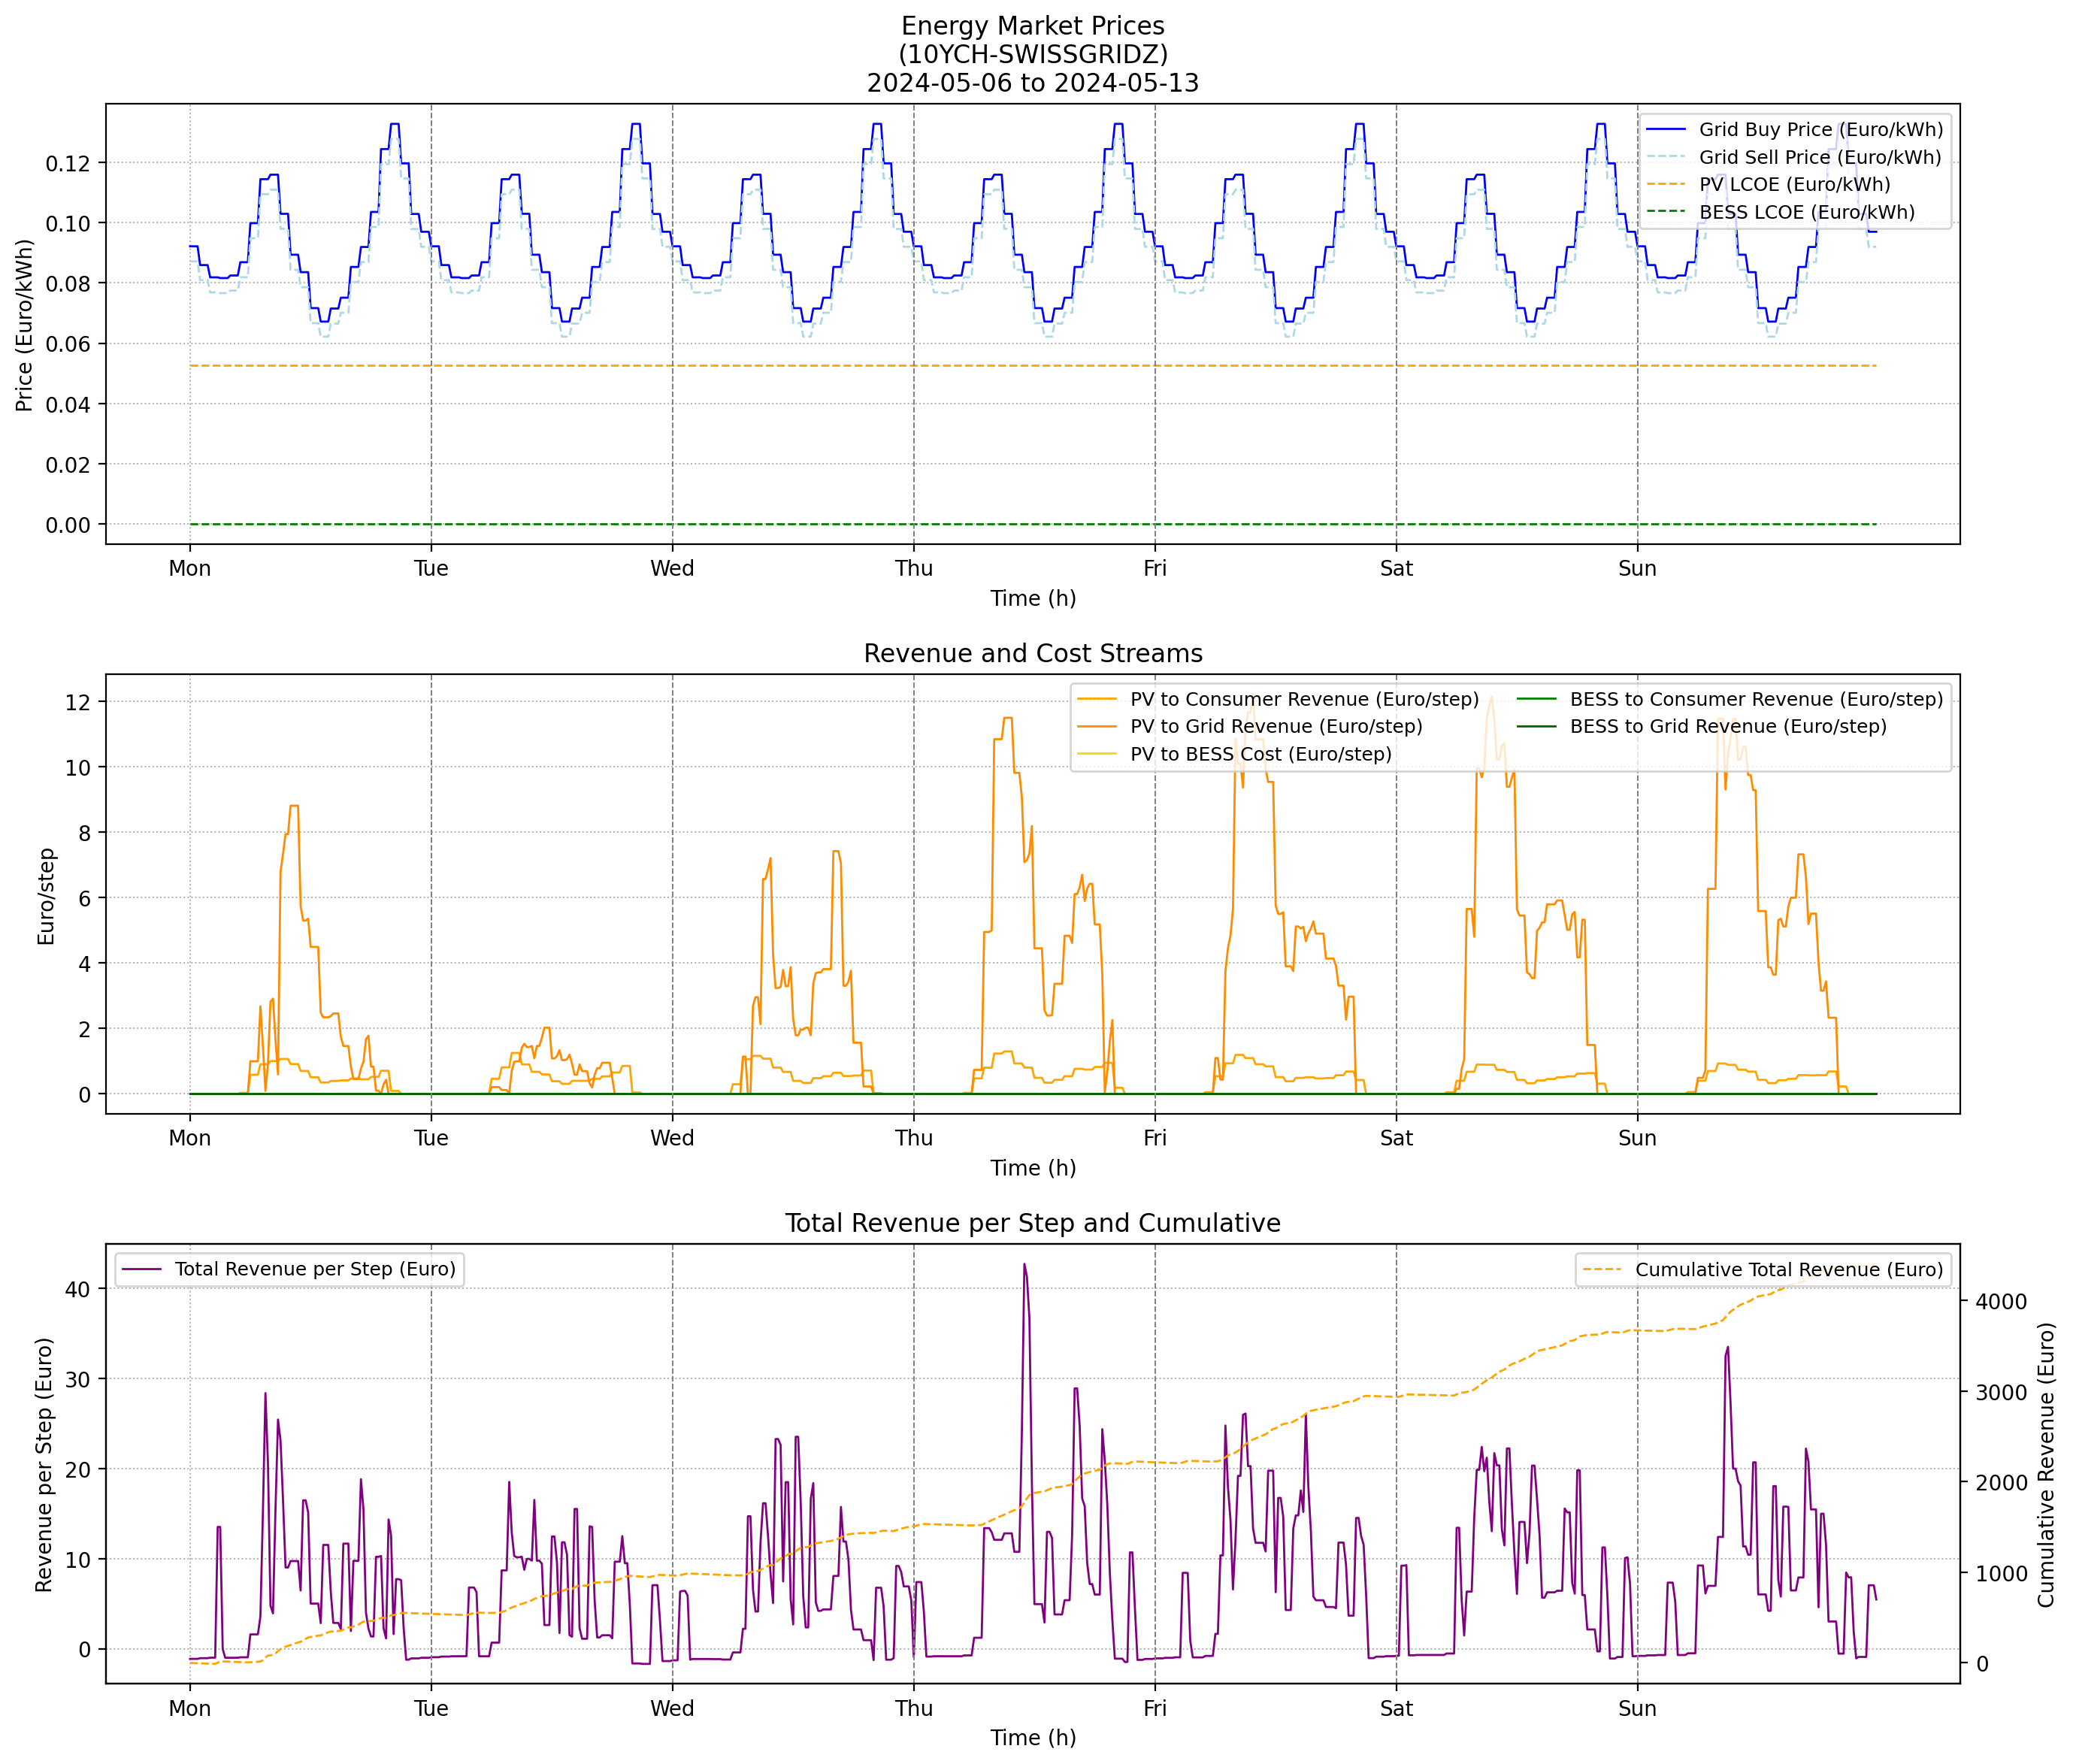 Energy Market Prices
(10YCH-SWISSGRIDZ)
2024-05-06 to 2024-05-13
Price (Euro/kWh)
0.12
0.10
0.08
0.06
0.04
0.02
0.00
Grid Buy Price (Euro/kWh)
Grid Sell Price (Euro/kWh)
PV LCOE (Euro/kWh)
BESS LCOE (Euro/kWh)
Mon Tue Wed Thu Fri Sat Sun
Time (h)
Revenue and Cost Streams
Euro/step
12
10
8
6
4
2
0
PV to Consumer Revenue (Euro/step)
PV to Grid Revenue (Euro/step)
PV to BESS Cost (Euro/step)
BESS to Consumer Revenue (Euro/step)
BESS to Grid Revenue (Euro/step)
Mon Tue Wed Thu Fri Sat Sun
Time (h)
Total Revenue per Step and Cumulative
Revenue per Step (Euro)
40
30
20
10
0
Total Revenue per Step (Euro)
Cumulative Total Revenue (Euro)
4000
3000
2000
1000
0
Cumulative Revenue (Euro)
Mon Tue Wed Thu Fri Sat Sun
Time (h)